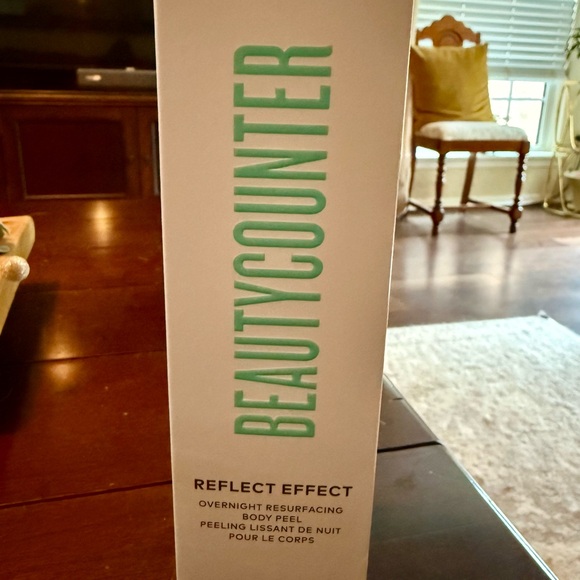 BEAUTYCOUNTER
REFLECT EFFECT
OVERNIGHT RESURFACING
BODY PEEL
PEELING LISSANT DE NUIT
POUR LE CORPS